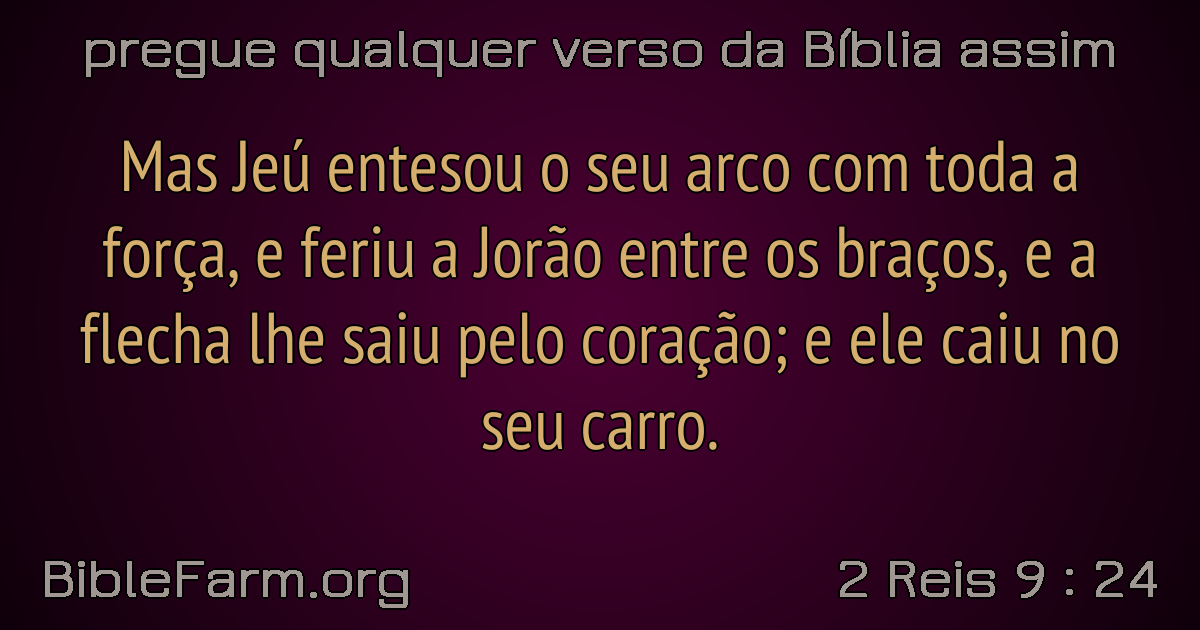 pregue qualquer verso da Bíblia assim
Mas Jeú entesou o seu arco com toda a
força, e feriu a Jorão entre os braços, e a
flecha lhe saiu pelo coração; e ele caiu no
seu carro.
BibleFarm.org
2 Reis 9 : 24